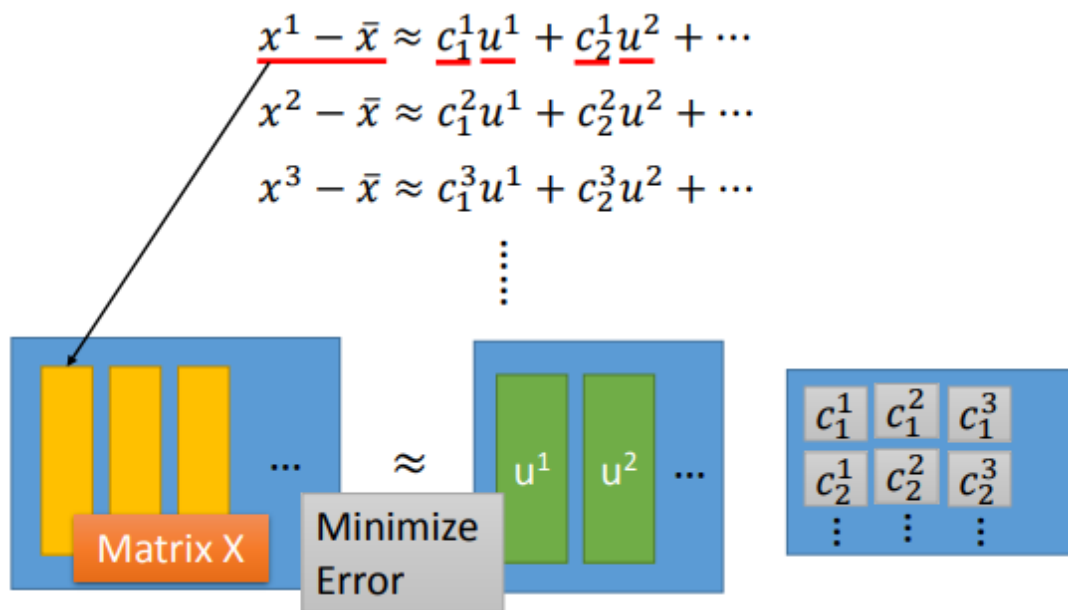 x¹ − x̄ ≈ c₁¹u¹ + c₂¹u² + ⋯
x² − x̄ ≈ c₁²u¹ + c₂²u² + ⋯
x³ − x̄ ≈ c₁³u¹ + c₂³u² + ⋯
⋮
... ≈ u¹ u² ...
c₁¹ c₁² c₁³
c₂¹ c₂² c₂³
⋮ ⋮ ⋮
Matrix X
Minimize
Error